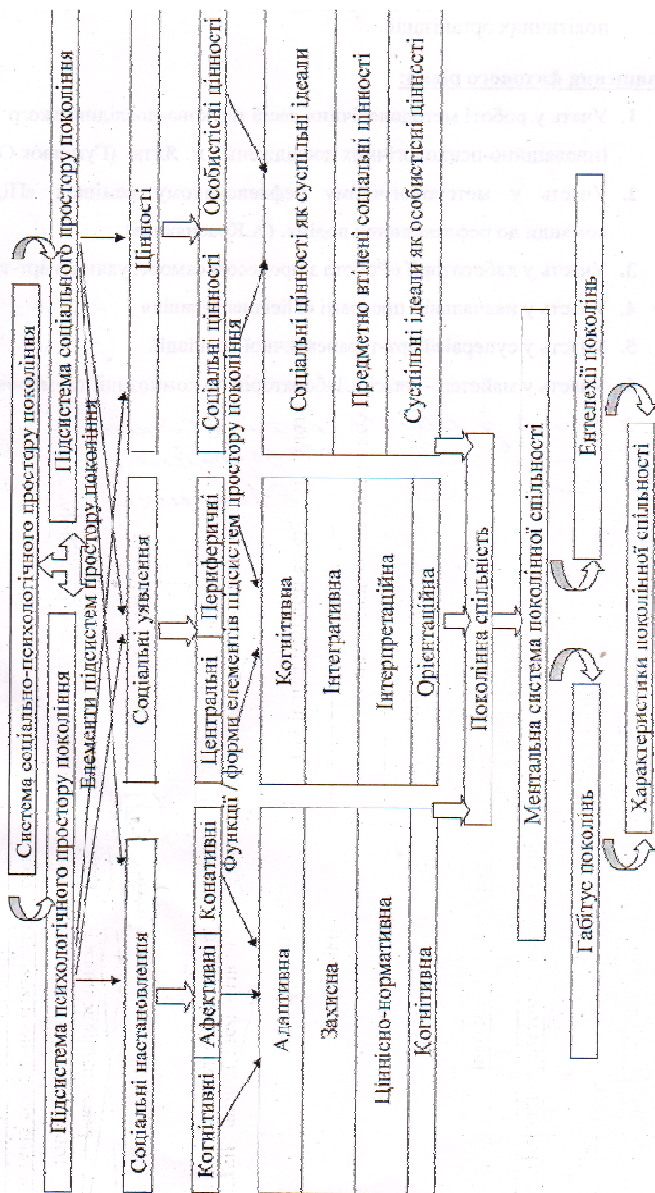 Система соціально-психологічного простору покоління
Підсистема психологічного простору покоління
Підсистема соціального простору покоління
Елементи підсистем простору покоління
Соціальні настановлення
Соціальні уявлення
Цінності
Когнітивні Афективні Конативні
Центральні Периферичні
Соціальні цінності Особистісні цінності
Функції / форми елементів підсистем простору покоління
Адаптивна
Захисна
Ціннісно-нормативна
Когнітивна
Когнітивна
Інтегративна
Інтерпретаційна
Орієнтаційна
Соціальні цінності як суспільні ідеали
Предметно втілені соціальні цінності
Суспільні ідеали як особистісні цінності
Поколінна спільність
Ментальна система поколінної спільності
Габітус поколінь
Ентелехії поколінь
Характеристики поколінної спільності